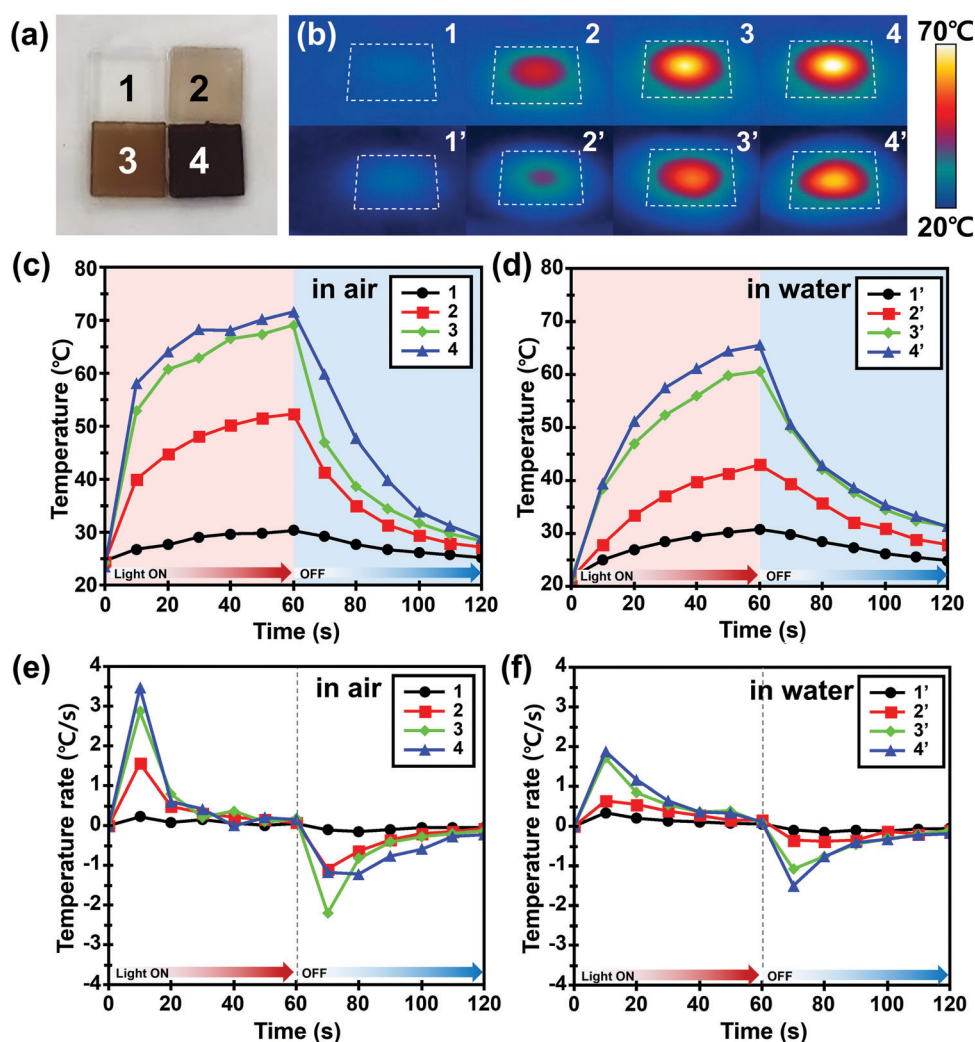 (a)
1 2
3 4
(b)
1 2 3 4
1’ 2’ 3’ 4’
70℃
20℃
(c)
in air
1
2
3
4
Temperature (℃)
80
70
60
50
40
30
20
Light ON
OFF
0 20 40 60 80 100 120
Time (s)
(d)
in water
1’
2’
3’
4’
Temperature (℃)
80
70
60
50
40
30
20
Light ON
OFF
0 20 40 60 80 100 120
Time (s)
(e)
in air
1
2
3
4
Temperature rate (℃/s)
4
3
2
1
0
-1
-2
-3
-4
Light ON
OFF
0 20 40 60 80 100 120
Time (s)
(f)
in water
1’
2’
3’
4’
Temperature rate (℃/s)
4
3
2
1
0
-1
-2
-3
-4
Light ON
OFF
0 20 40 60 80 100 120
Time (s)